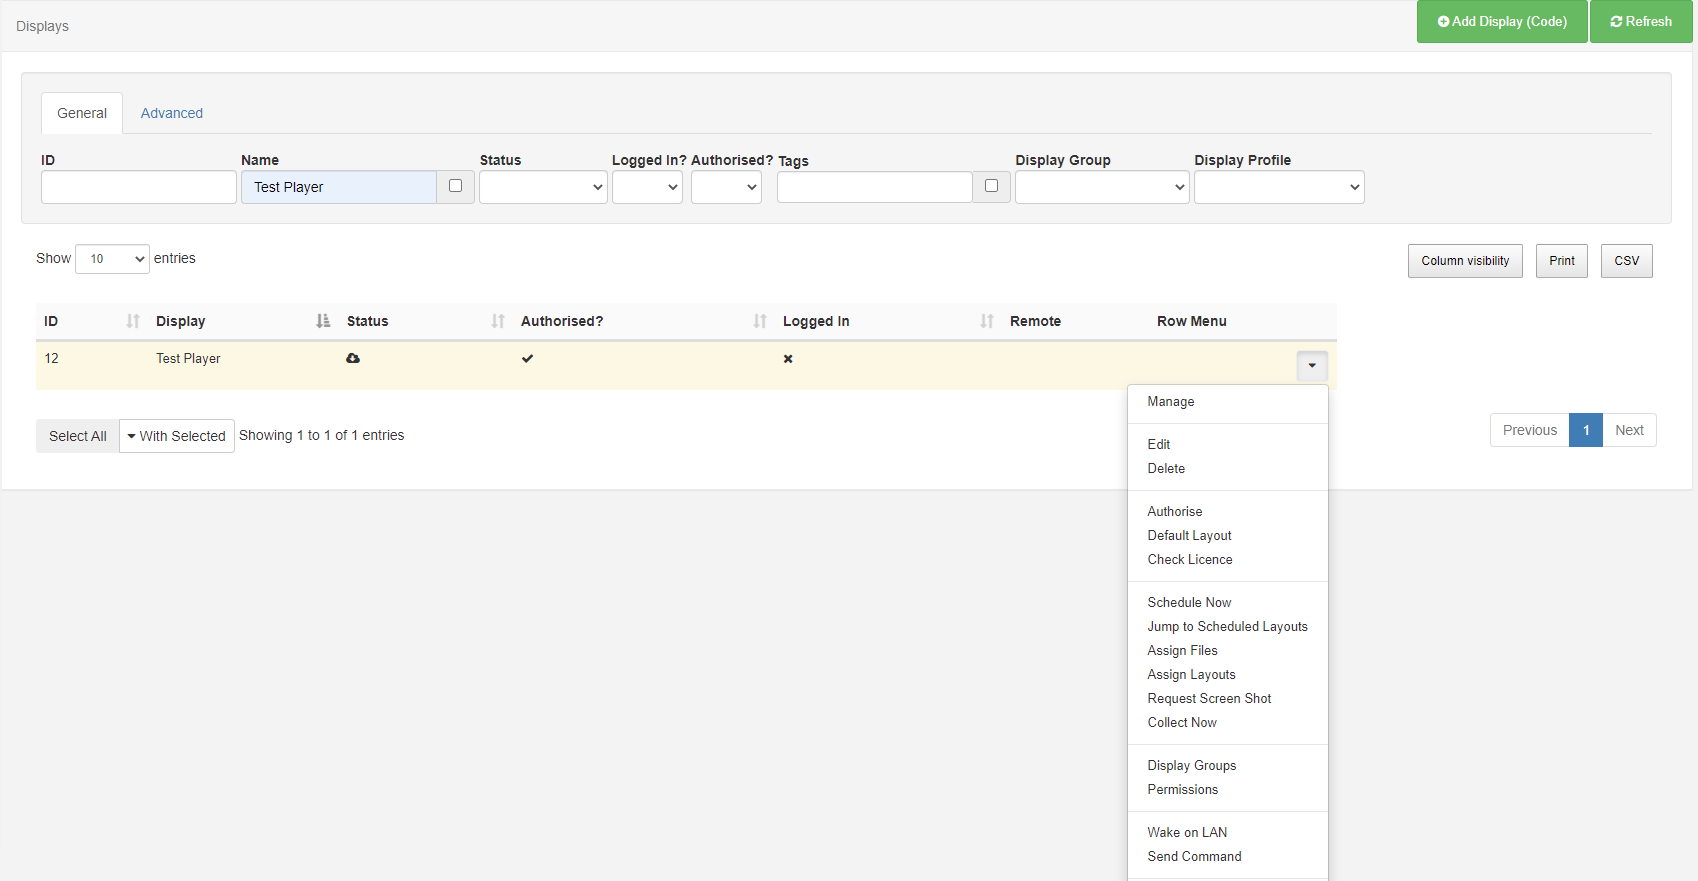 Displays
Add Display (Code)
Refresh
General
Advanced
ID
Name
Status
Logged In?
Authorised?
Tags
Display Group
Display Profile
Test Player
Show 10 entries
Column visibility
Print
CSV
ID
Display
Status
Authorised?
Logged In
Remote
Row Menu
12
Test Player
Select All
With Selected
Showing 1 to 1 of 1 entries
Previous
1
Next
Manage
Edit
Delete
Authorise
Default Layout
Check Licence
Schedule Now
Jump to Scheduled Layouts
Assign Files
Assign Layouts
Request Screen Shot
Collect Now
Display Groups
Permissions
Wake on LAN
Send Command